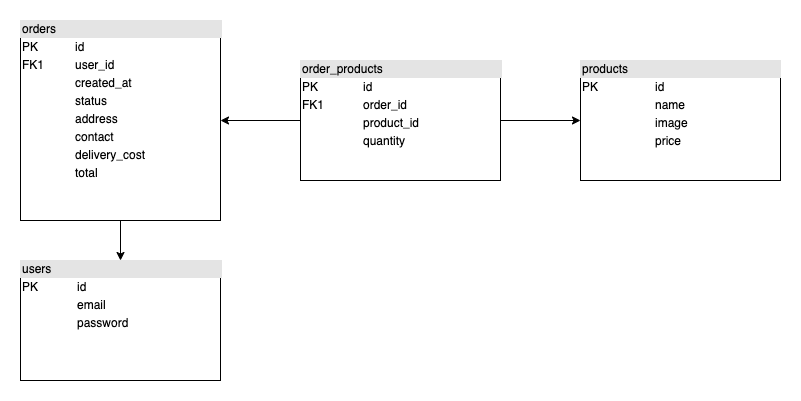 orders
PK id
FK1 user_id
created_at
status
address
contact
delivery_cost
total
order_products
PK id
FK1 order_id
product_id
quantity
products
PK id
name
image
price
users
PK id
email
password